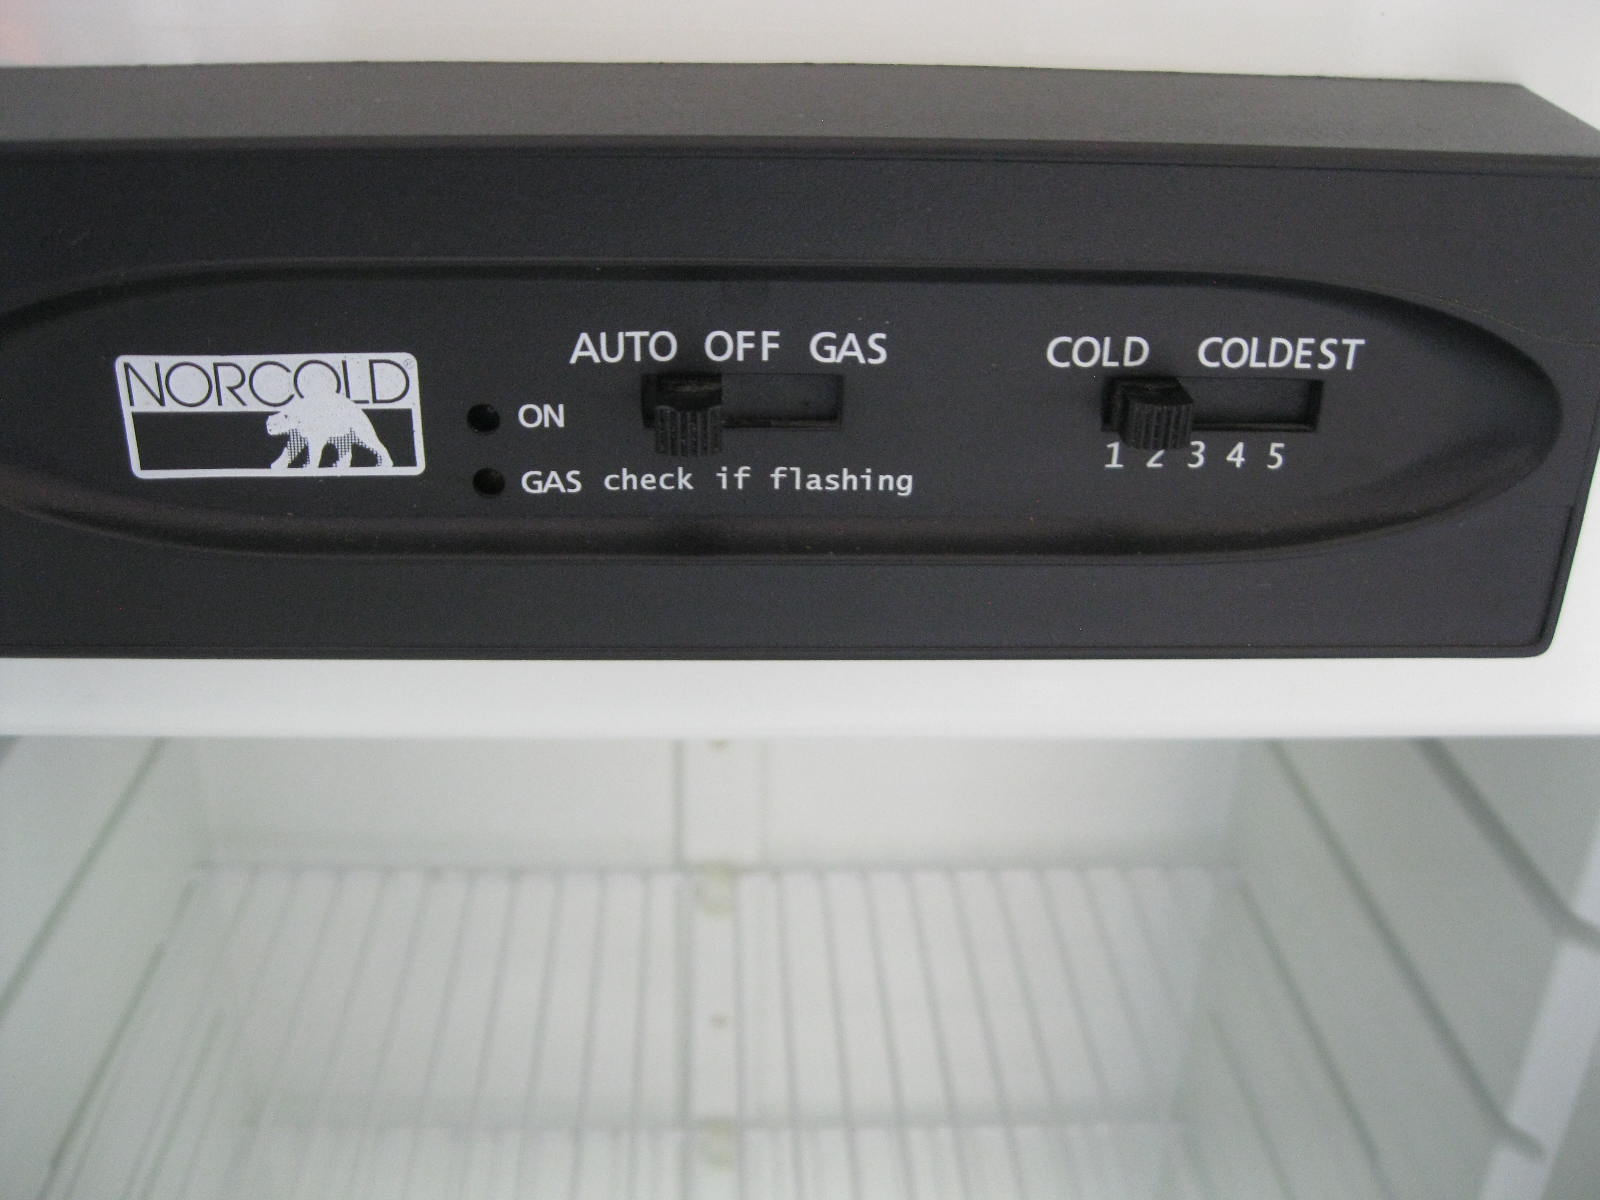 NORCOLD®
AUTO OFF GAS
ON
GAS check if flashing
COLD COLDEST
1 2 3 4 5